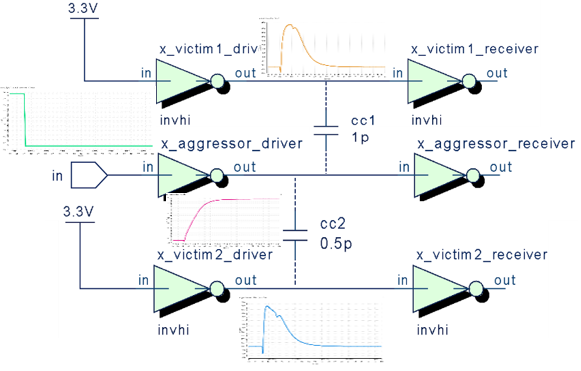 3.3V
x_victim1_driv
x_victim1_receiver
in
out
in
out
invhi
invhi
cc1
1p
x_aggressor_driver
x_aggressor_receiver
in
in
out
in
out
3.3V
cc2
0.5p
x_victim2_driver
x_victim2_receiver
in
out
in
out
invhi
invhi